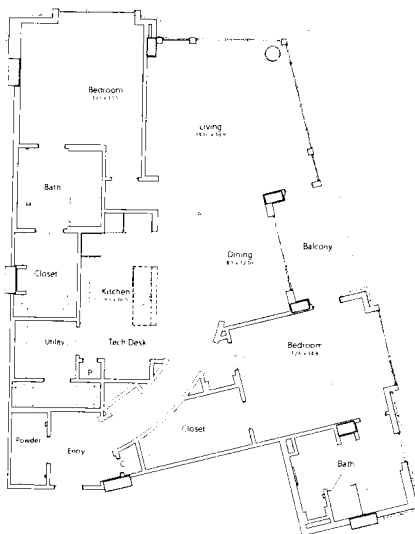 Bedroom
Living
Bath
Dining
Balcony
Closet
Kitchen
Utility
Tech Desk
Bedroom
P
Closet
Powder
Entry
C
Bath